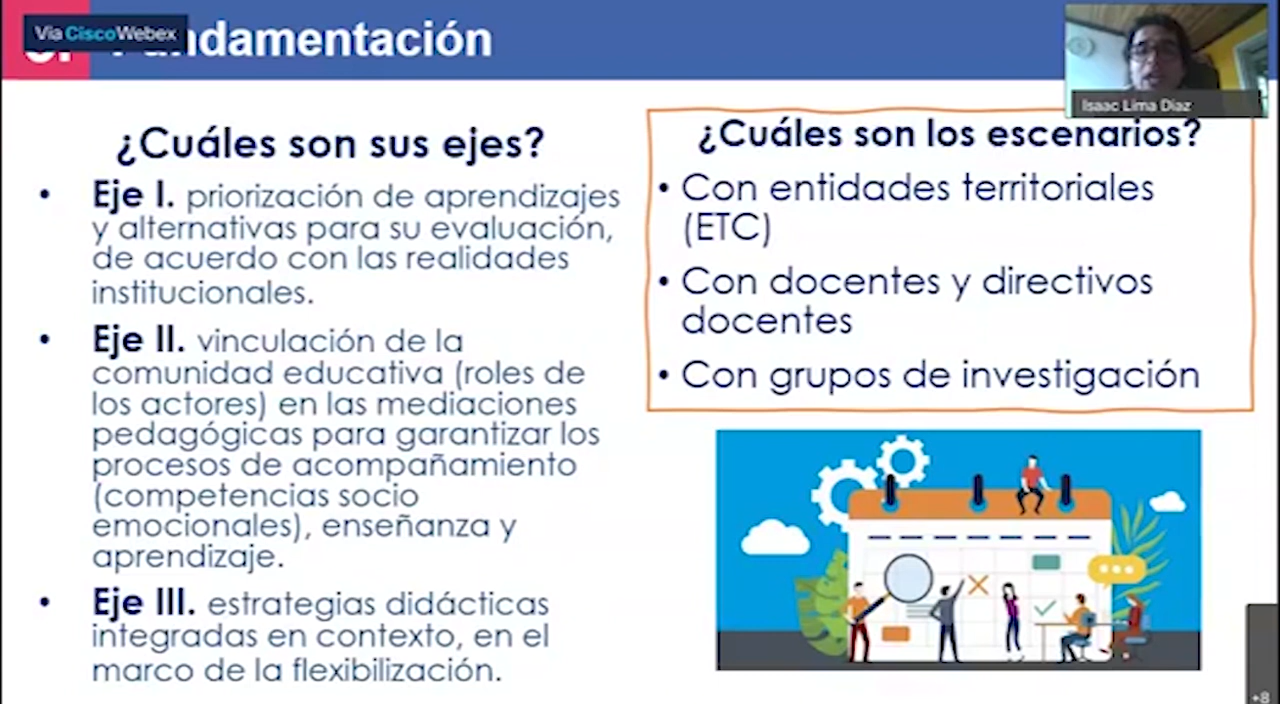 Via Cisco Webex
Fundamentación
Isaac Lima Diaz
¿Cuáles son sus ejes?
• Eje I. priorización de aprendizajes
y alternativas para su evaluación,
de acuerdo con las realidades
institucionales.
• Eje II. vinculación de la
comunidad educativa (roles de
los actores) en las mediaciones
pedagógicas para garantizar los
procesos de acompañamiento
(competencias socio
emocionales), enseñanza y
aprendizaje.
• Eje III. estrategias didácticas
integradas en contexto, en el
marco de la flexibilización.
¿Cuáles son los escenarios?
• Con entidades territoriales
(ETC)
• Con docentes y directivos
docentes
• Con grupos de investigación
+8